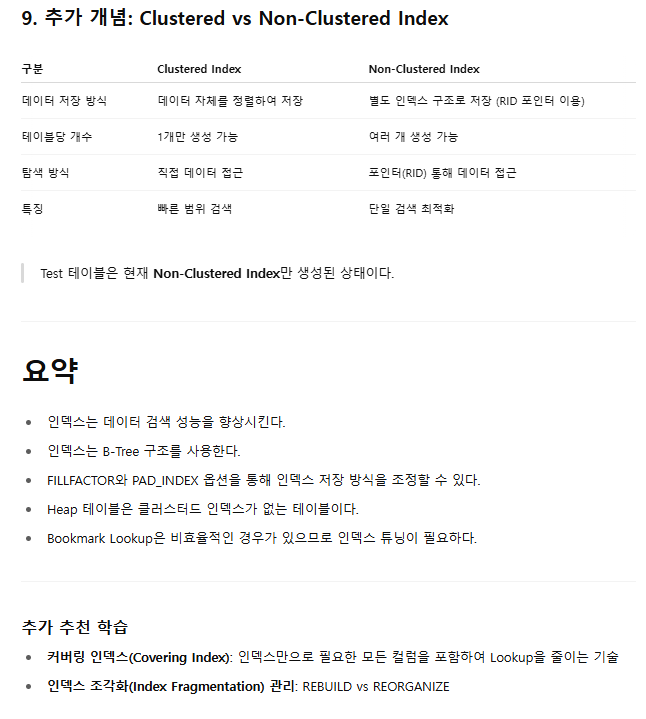 9. 추가 개념: Clustered vs Non-Clustered Index
구분 Clustered Index Non-Clustered Index
데이터 저장 방식 데이터 자체를 정렬하여 저장 별도 인덱스 구조로 저장 (RID 포인터 이용)
테이블당 개수 1개만 생성 가능 여러 개 생성 가능
탐색 방식 직접 데이터 접근 포인터(RID) 통해 데이터 접근
특징 빠른 범위 검색 단일 검색 최적화
Test 테이블은 현재 Non-Clustered Index만 생성된 상태이다.
요약
인덱스는 데이터 검색 성능을 향상시킨다.
인덱스는 B-Tree 구조를 사용한다.
FILLFACTOR와 PAD_INDEX 옵션을 통해 인덱스 저장 방식을 조정할 수 있다.
Heap 테이블은 클러스터드 인덱스가 없는 테이블이다.
Bookmark Lookup은 비효율적인 경우가 있으므로 인덱스 튜닝이 필요하다.
추가 추천 학습
커버링 인덱스(Covering Index): 인덱스만으로 필요한 모든 컬럼을 포함하여 Lookup을 줄이는 기술
인덱스 조각화(Index Fragmentation) 관리: REBUILD vs REORGANIZE